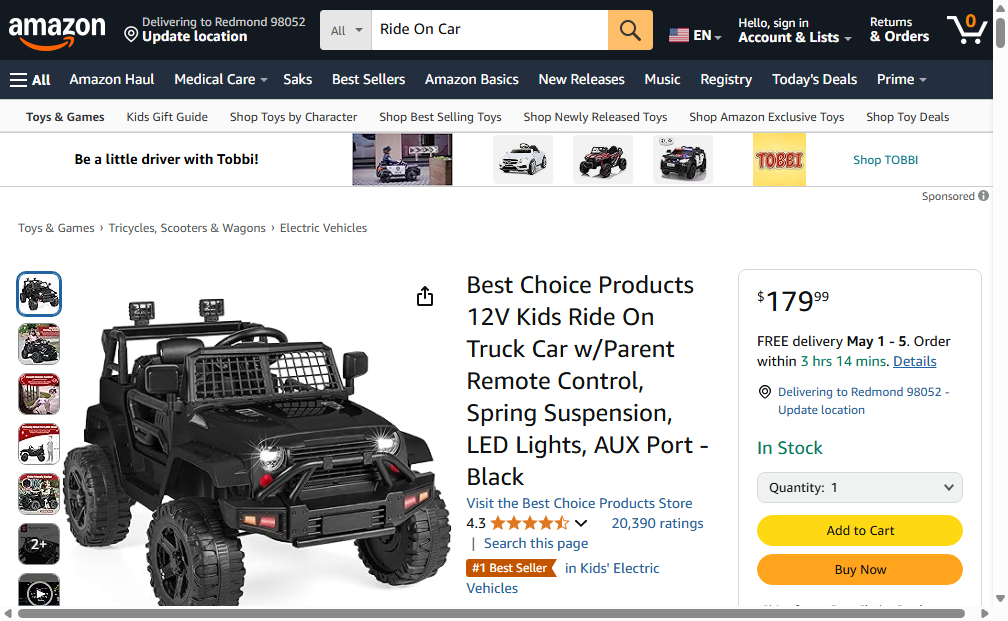 amazon
Delivering to Redmond 98052
Update location
All
Ride On Car
EN
Hello, sign in
Account & Lists
Returns
& Orders
0
All
Amazon Haul
Medical Care
Saks
Best Sellers
Amazon Basics
New Releases
Music
Registry
Today's Deals
Prime
Toys & Games
Kids Gift Guide
Shop Toys by Character
Shop Best Selling Toys
Shop Newly Released Toys
Shop Amazon Exclusive Toys
Shop Toy Deals
Be a little driver with Tobbi!
TOBBI
Shop TOBBI
Sponsored
Toys & Games › Tricycles, Scooters & Wagons › Electric Vehicles
2+
Best Choice Products
12V Kids Ride On
Truck Car w/Parent
Remote Control,
Spring Suspension,
LED Lights, AUX Port -
Black
Visit the Best Choice Products Store
4.3
20,390 ratings
| Search this page
#1 Best Seller in Kids' Electric
Vehicles
$17999
FREE delivery May 1 - 5. Order
within 3 hrs 14 mins. Details
Delivering to Redmond 98052 -
Update location
In Stock
Quantity: 1
Add to Cart
Buy Now